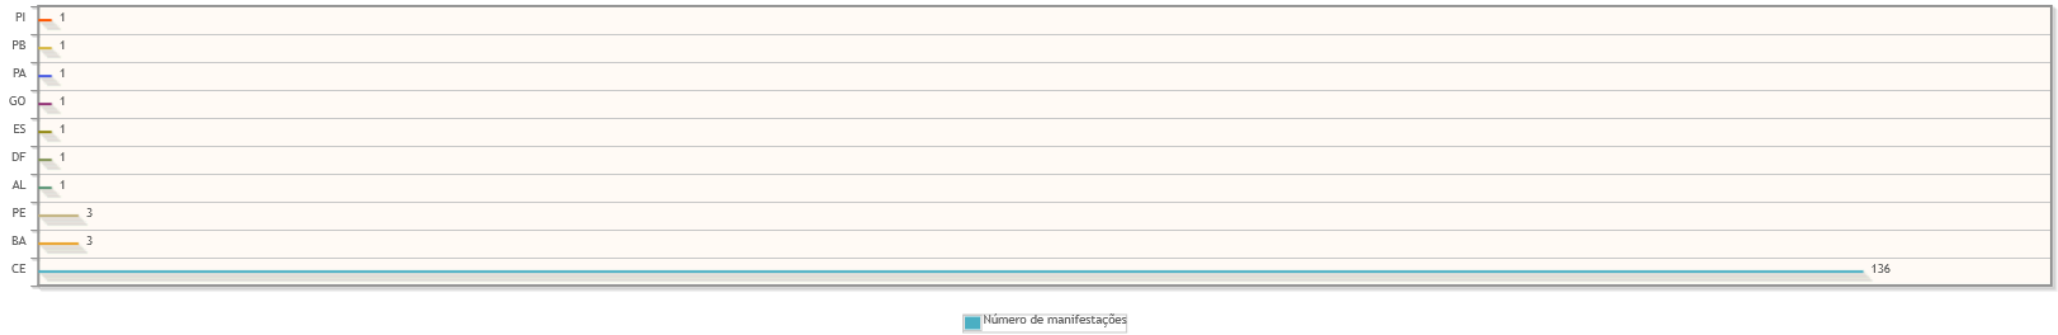 PI 1
PB 1
PA 1
GO 1
ES 1
DF 1
AL 1
PE 3
BA 3
CE 136
Número de manifestações